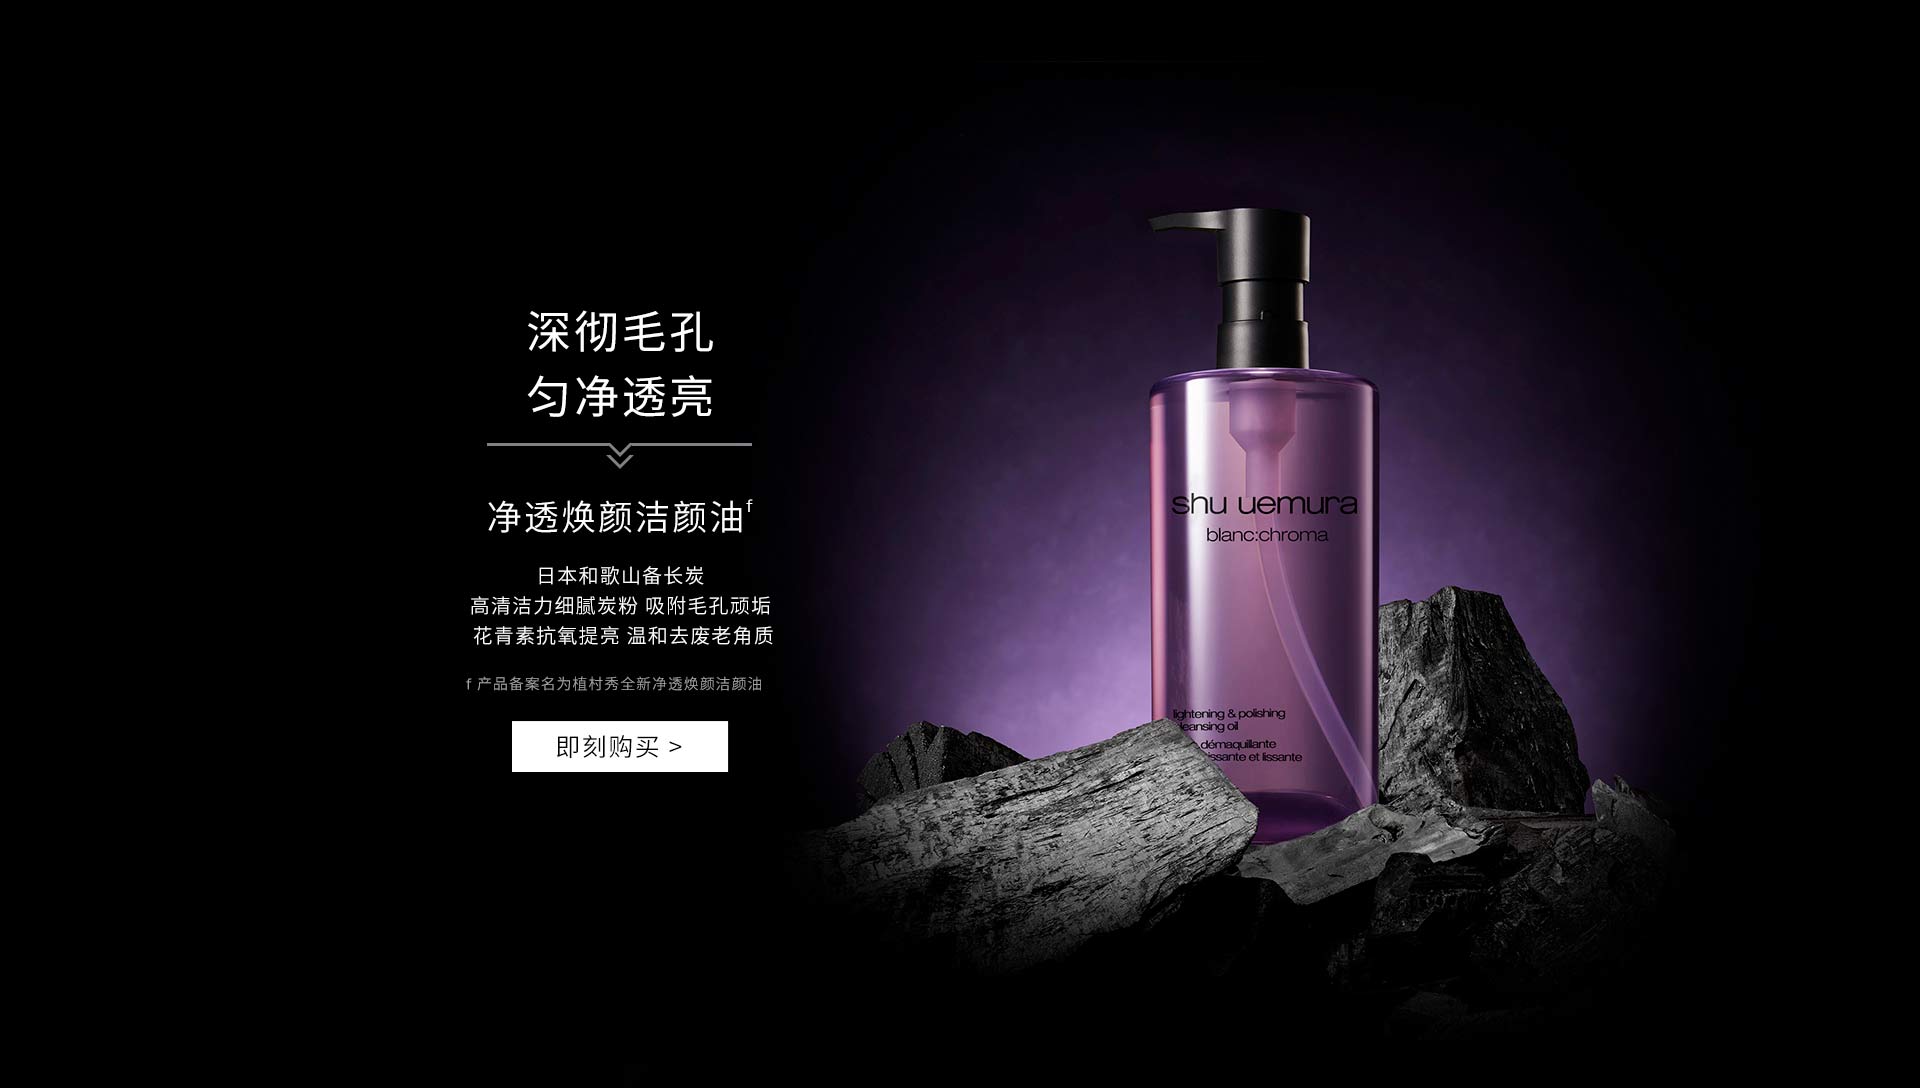 深彻毛孔
匀净透亮
净透焕颜洁颜油f
日本和歌山备长炭
高清洁力细腻炭粉 吸附毛孔顽垢
花青素抗氧提亮 温和去废老角质
f 产品备案名为植村秀全新净透焕颜洁颜油
即刻购买 >
shu uemura
blanc:chroma
lightening & polishing
cleansing oil
démaquillante
et lissante